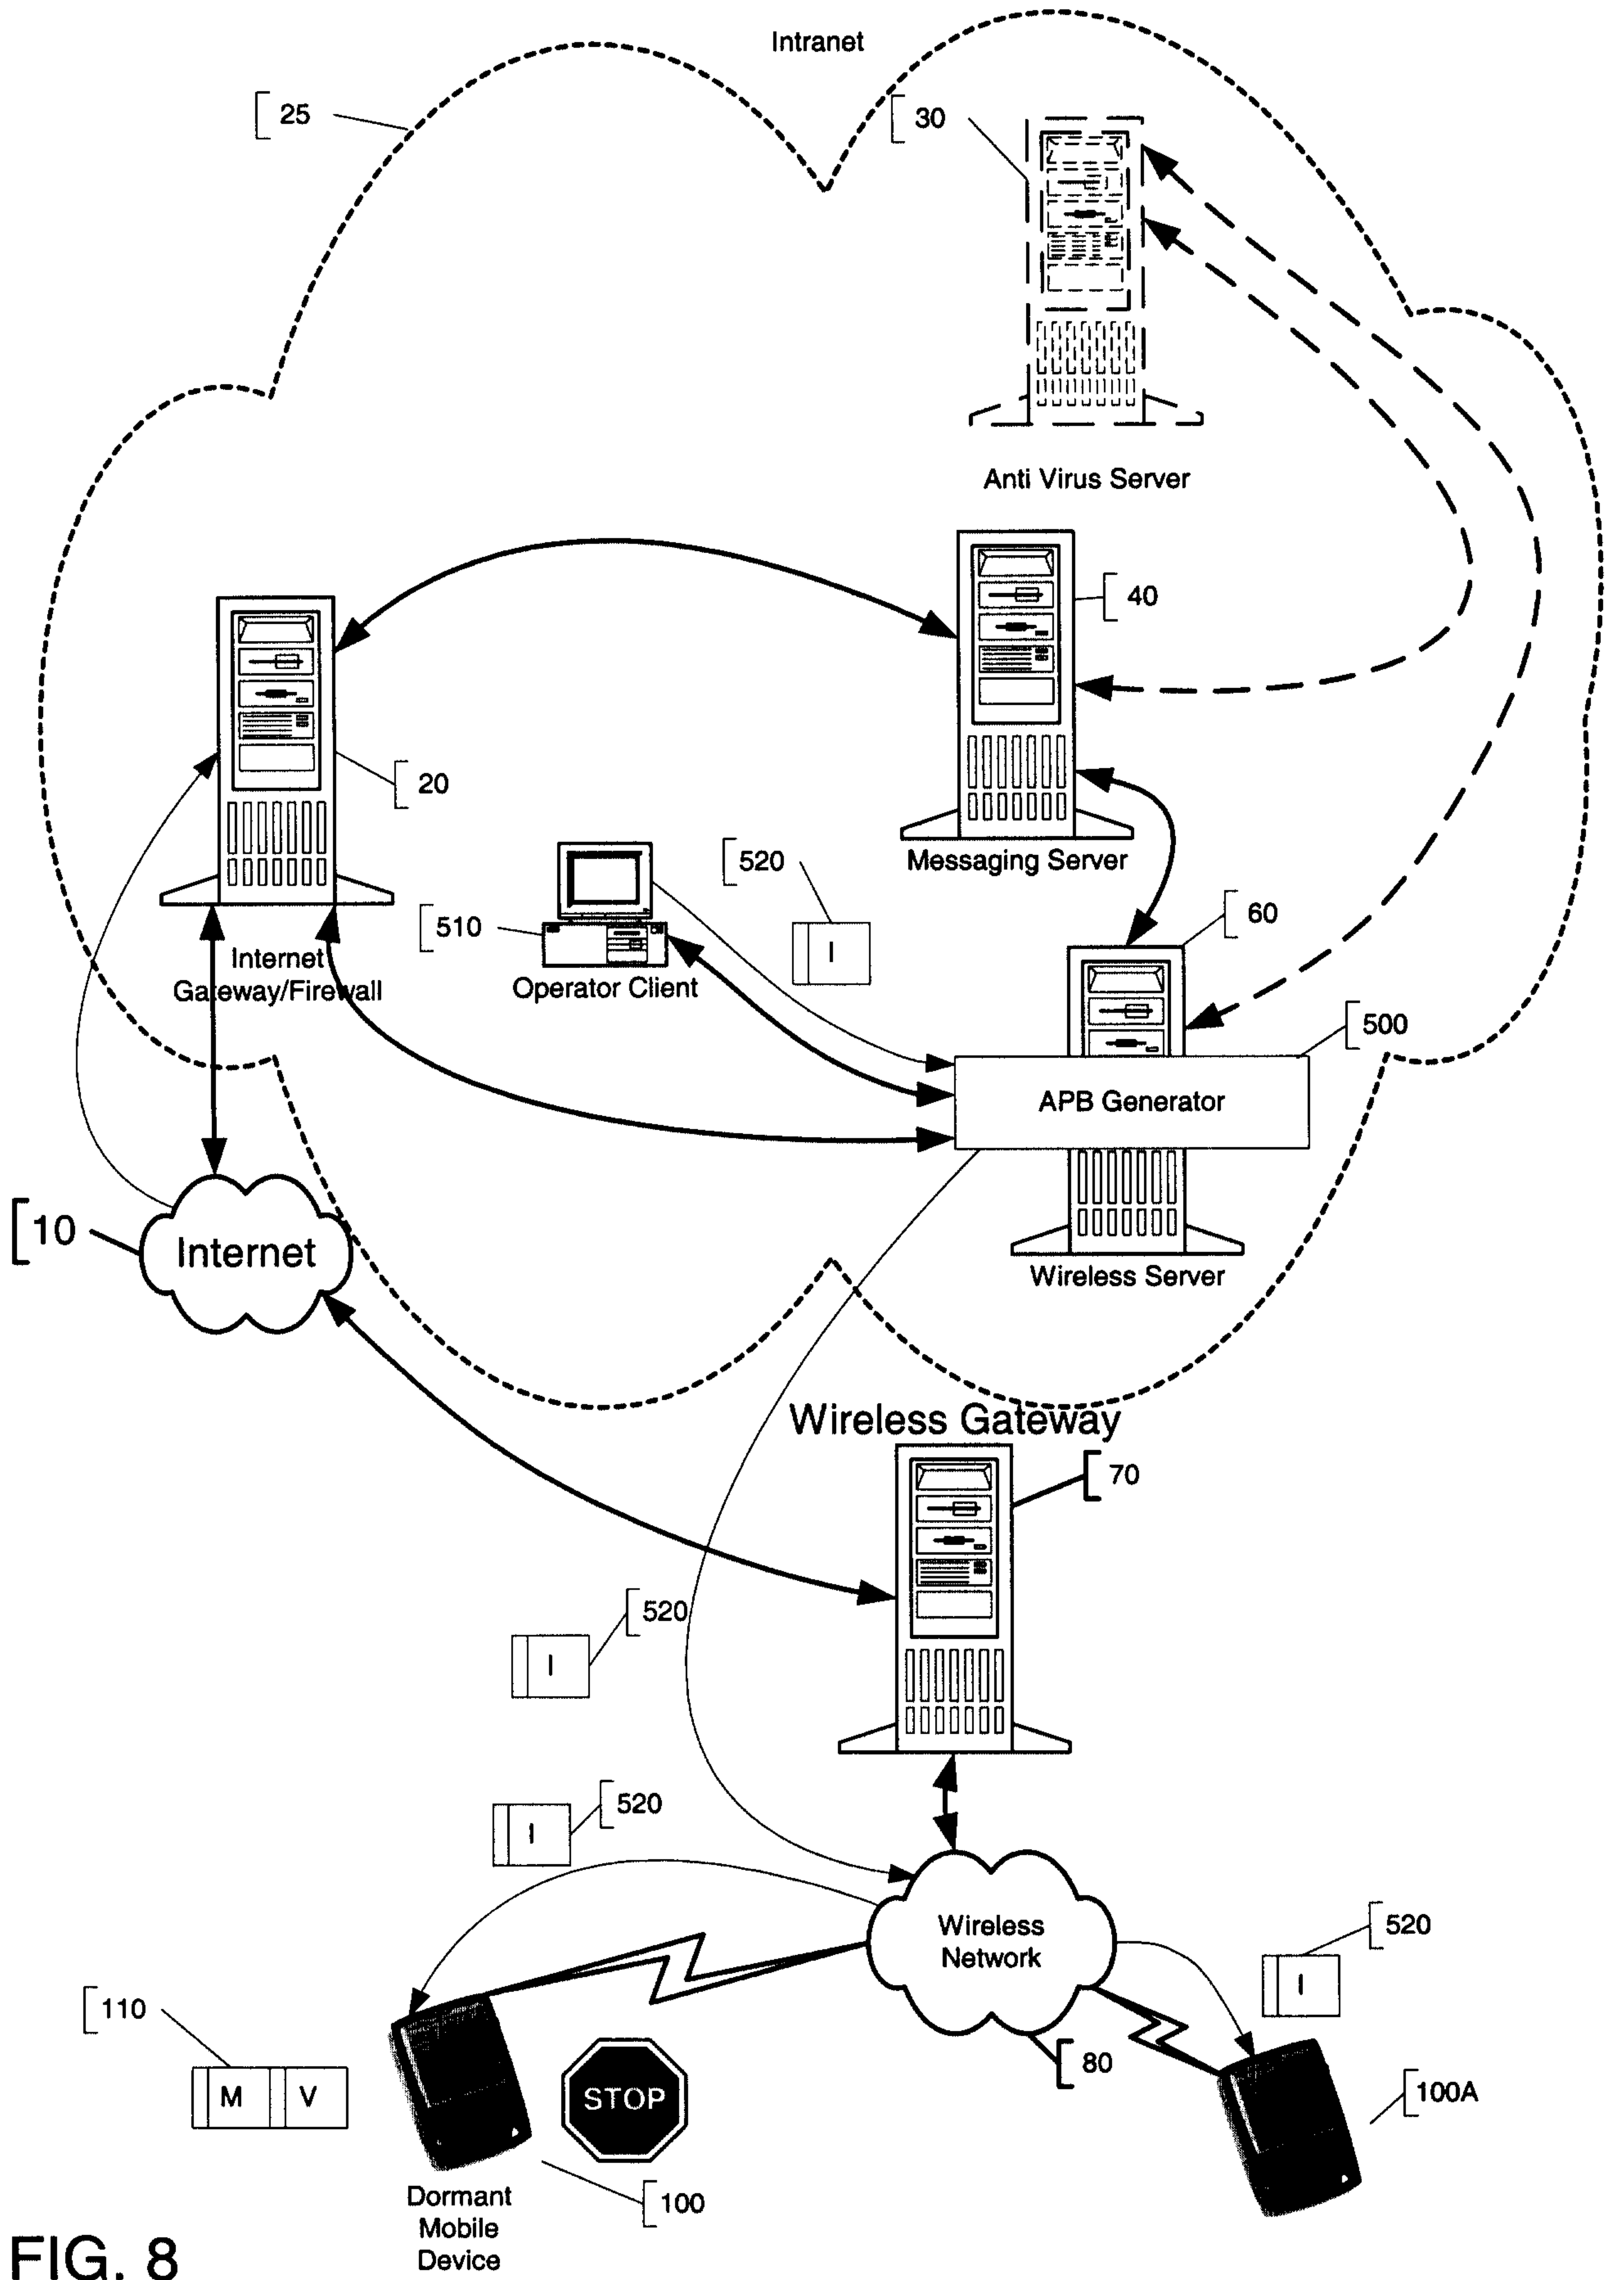 Intranet
25
30
Anti Virus Server
40
20
Messaging Server
520
I
510
60
Internet
Gateway/Firewall
Operator Client
500
APB Generator
10
Internet
Wireless Server
Wireless Gateway
70
520
I
520
I
Wireless
Network
520
I
110
M V
STOP
80
100A
100
Dormant
Mobile
Device
FIG. 8